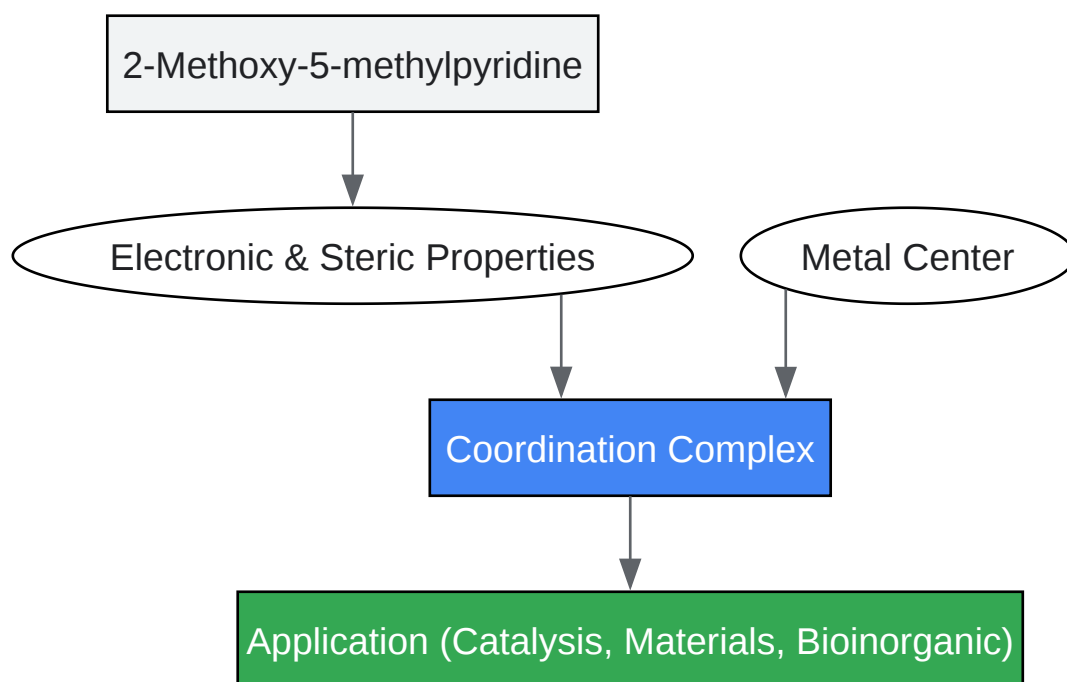 2-Methoxy-5-methylpyridine
Electronic & Steric Properties
Metal Center
Coordination Complex
Application (Catalysis, Materials, Bioinorganic)